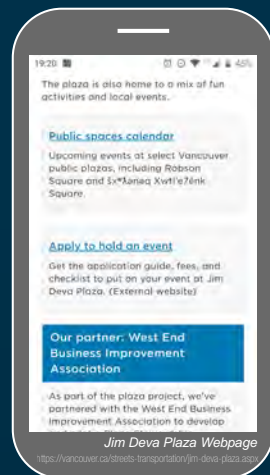 19:20
45%
The plaza is also home to a mix of fun
activities and local events.
Public spaces calendar
Upcoming events at select Vancouver
public plazas, including Robson
Square and šxʷƛ̓ənəq Xwtl'e7énḵ
Square.
Apply to hold an event
Get the application guide, fees, and
checklist to put on your event at Jim
Deva Plaza. (External website)
Our partner: West End
Business Improvement
Association
As part of the plaza project, we've
partnered with the West End Business
Improvement Association to develop
Jim Deva Plaza Webpage
https://vancouver.ca/streets-transportation/jim-deva-plaza.aspx